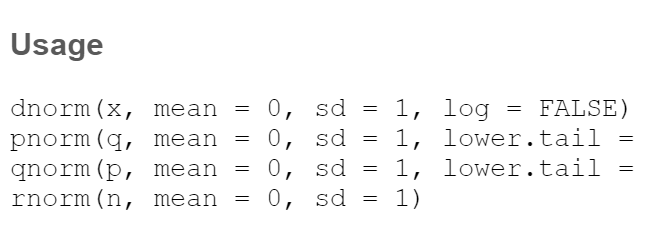 Usage
dnorm(x, mean = 0, sd = 1, log = FALSE)
pnorm(q, mean = 0, sd = 1, lower.tail =
qnorm(p, mean = 0, sd = 1, lower.tail =
rnorm(n, mean = 0, sd = 1)